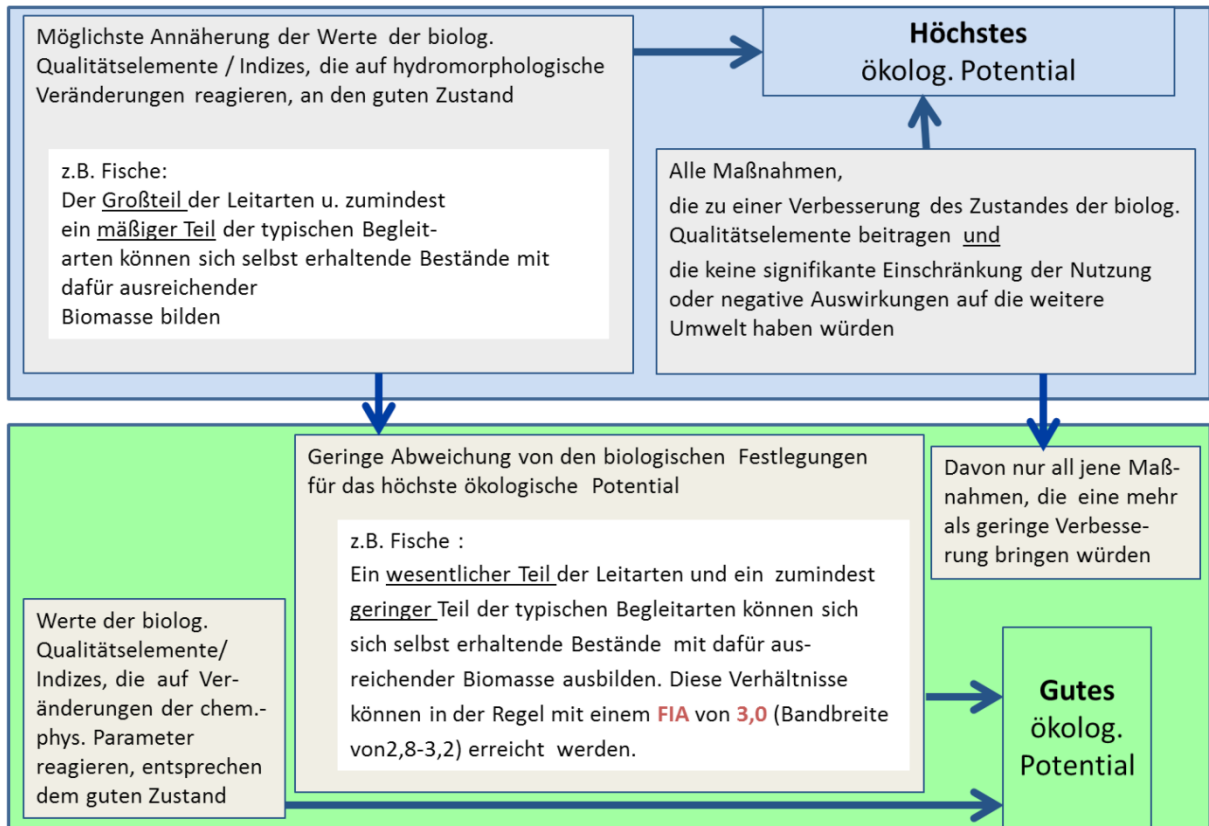 Möglichste Annäherung der Werte der biolog.
Qualitätselemente / Indizes, die auf hydromorphologische
Veränderungen reagieren, an den guten Zustand
z.B. Fische:
Der Großteil der Leitarten u. zumindest
ein mäßiger Teil der typischen Begleit-
arten können sich selbst erhaltende Bestände mit
dafür ausreichender
Biomasse bilden
Höchstes
ökolog. Potential
Alle Maßnahmen,
die zu einer Verbesserung des Zustandes der biolog.
Qualitätselemente beitragen und
die keine signifikante Einschränkung der Nutzung
oder negative Auswirkungen auf die weitere
Umwelt haben würden
Geringe Abweichung von den biologischen Festlegungen
für das höchste ökologische Potential
z.B. Fische :
Ein wesentlicher Teil der Leitarten und ein zumindest
geringer Teil der typischen Begleitarten können sich
sich selbst erhaltende Bestände mit dafür aus-
reichender Biomasse ausbilden. Diese Verhältnisse
können in der Regel mit einem FIA von 3,0 (Bandbreite
von2,8-3,2) erreicht werden.
Davon nur all jene Maß-
nahmen, die eine mehr
als geringe Verbesse-
rung bringen würden
Werte der biolog.
Qualitätselemente/
Indizes, die auf Ver-
änderungen der chem.-
phys. Parameter
reagieren, entsprechen
dem guten Zustand
Gutes
ökolog.
Potential